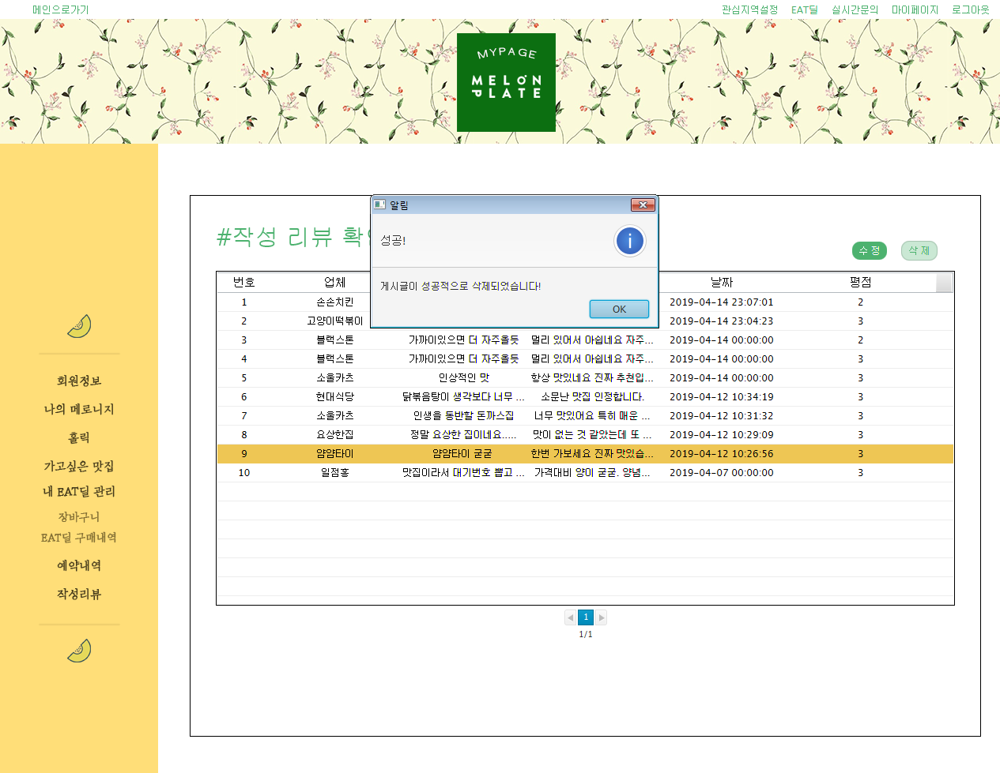 메인으로가기
관심지역설정 EAT딜 실시간문의 마이페이지 로그아웃
MYPAGE
MELON
PLATE
알림
성공!
게시글이 성공적으로 삭제되었습니다!
OK
#작성 리뷰
수 정 삭 제
번호 업체 날짜 평점
1 손손치킨 2019-04-14 23:07:01 2
2 고양이떡볶이 2019-04-14 23:04:23 3
3 블랙스톤 가까이있으면 더 자주올듯 멀리 있어서 아쉽네요 자주... 2019-04-14 00:00:00 2
4 블랙스톤 가까이있으면 더 자주올듯 멀리 있어서 아쉽네요 자주... 2019-04-14 00:00:00 3
5 소울카츠 인상적인 맛 항상 맛있네요 진짜 추천입... 2019-04-14 00:00:00 3
6 현대식당 닭볶음탕이 생각보다 너무 ... 소문난 맛집 인정합니다. 2019-04-12 10:34:19 3
7 소울카츠 인생을 동반할 돈까스집 너무 맛있어요 특히 매운 ... 2019-04-12 10:31:32 3
8 요상한집 정말 요상한 집이네요..... 맛이 없는 것 같았는데 또 ... 2019-04-12 10:29:09 3
9 얌얌타이 얌얌타이 굳굳 한번 가보세요 진짜 맛있습... 2019-04-12 10:26:56 3
10 일점홍 맛집이라서 대기번호 뽑고 ... 가격대비 양이 굳굳. 양념... 2019-04-07 00:00:00 3
1
1/1
회원정보
나의 메로니지
홀릭
가고싶은 맛집
내 EAT딜 관리
장바구니
EAT딜 구매내역
예약내역
작성리뷰